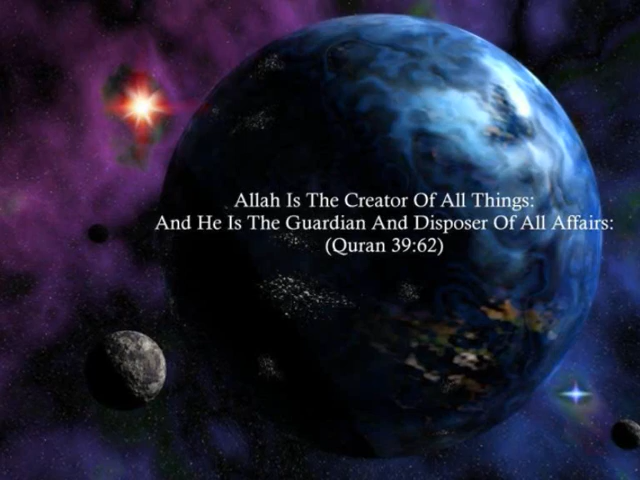 Allah Is The Creator Of All Things:
And He Is The Guardian And Disposer Of All Affairs:
(Quran 39:62)